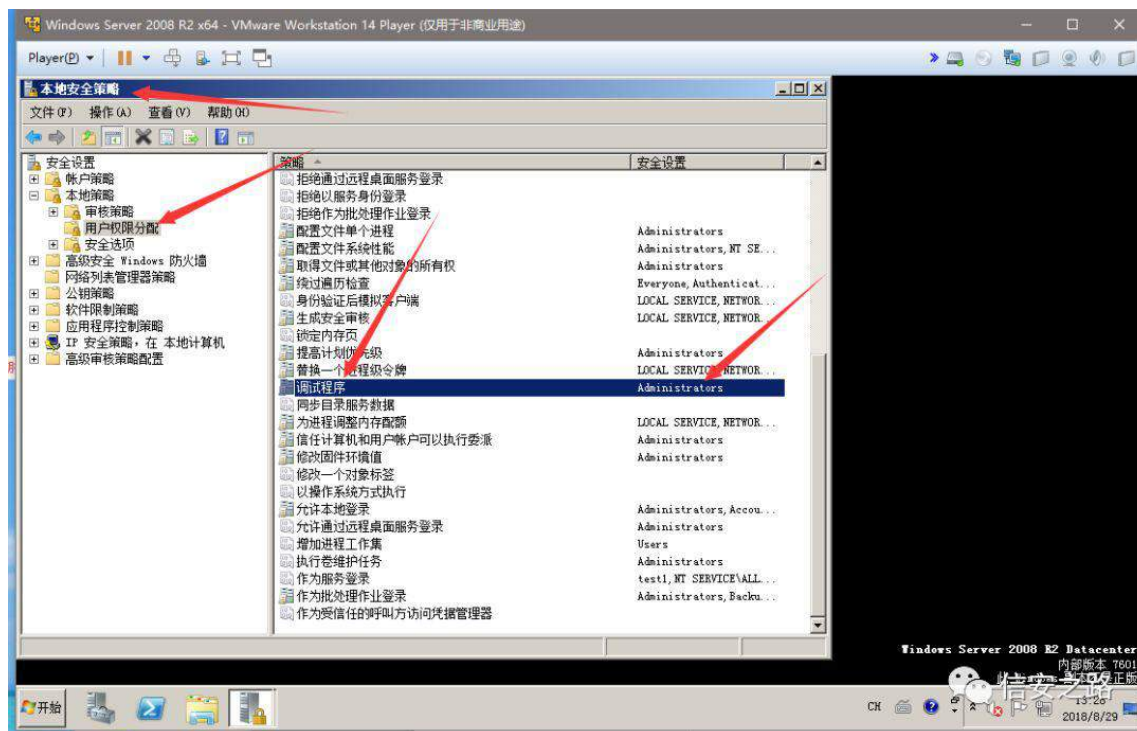 Windows Server 2008 R2 x64 - VMware Workstation 14 Player (仅用于非商业用途)
Player(P)
本地安全策略
文件(F) 操作(A) 查看(V) 帮助(H)
安全设置
帐户策略
本地策略
审核策略
用户权限分配
安全选项
高级安全 Windows 防火墙
网络列表管理器策略
公钥策略
软件限制策略
应用程序控制策略
IP 安全策略，在 本地计算机
高级审核策略配置
策略 安全设置
拒绝通过远程桌面服务登录
拒绝以服务身份登录
拒绝作为批处理作业登录
配置文件单个进程 Administrators
配置文件系统性能 Administrators, NT SE...
取得文件或其他对象的所有权 Administrators
绕过遍历检查 Everyone, Authenticat...
身份验证后模拟客户端 LOCAL SERVICE, NETWOR...
生成安全审核 LOCAL SERVICE, NETWOR...
锁定内存页
提高计划优先级 Administrators
替换一个进程级令牌 LOCAL SERVICE, NETWOR...
调试程序 Administrators
同步目录服务数据
为进程调整内存配额 LOCAL SERVICE, NETWOR...
信任计算机和用户帐户可以执行委派 Administrators
修改固件环境值 Administrators
修改一个对象标签
以操作系统方式执行
允许本地登录 Administrators, Accou...
允许通过远程桌面服务登录 Administrators
增加进程工作集 Users
执行卷维护任务 Administrators
作为服务登录 test1, NT SERVICE\ALL...
作为批处理作业登录 Administrators, Backu...
作为受信任的呼叫方访问凭据管理器
Windows Server 2008 R2 Datacenter
内部版本 7601
信安之路
开始
CH
13:28
2018/8/29